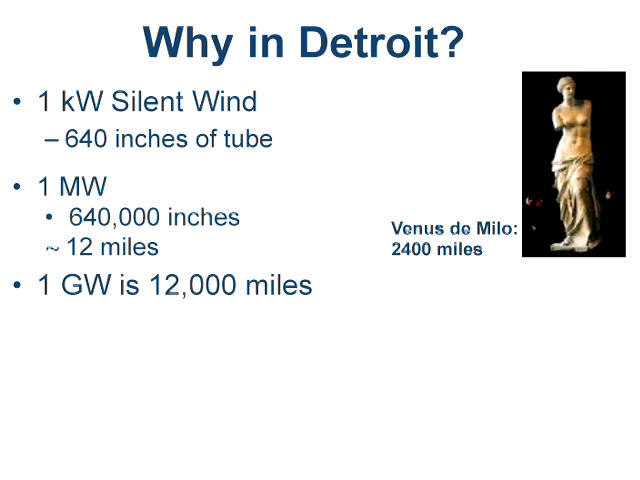 Why in Detroit?
• 1 kW Silent Wind
– 640 inches of tube
• 1 MW
• 640,000 inches
~ 12 miles
• 1 GW is 12,000 miles
Venus de Milo:
2400 miles